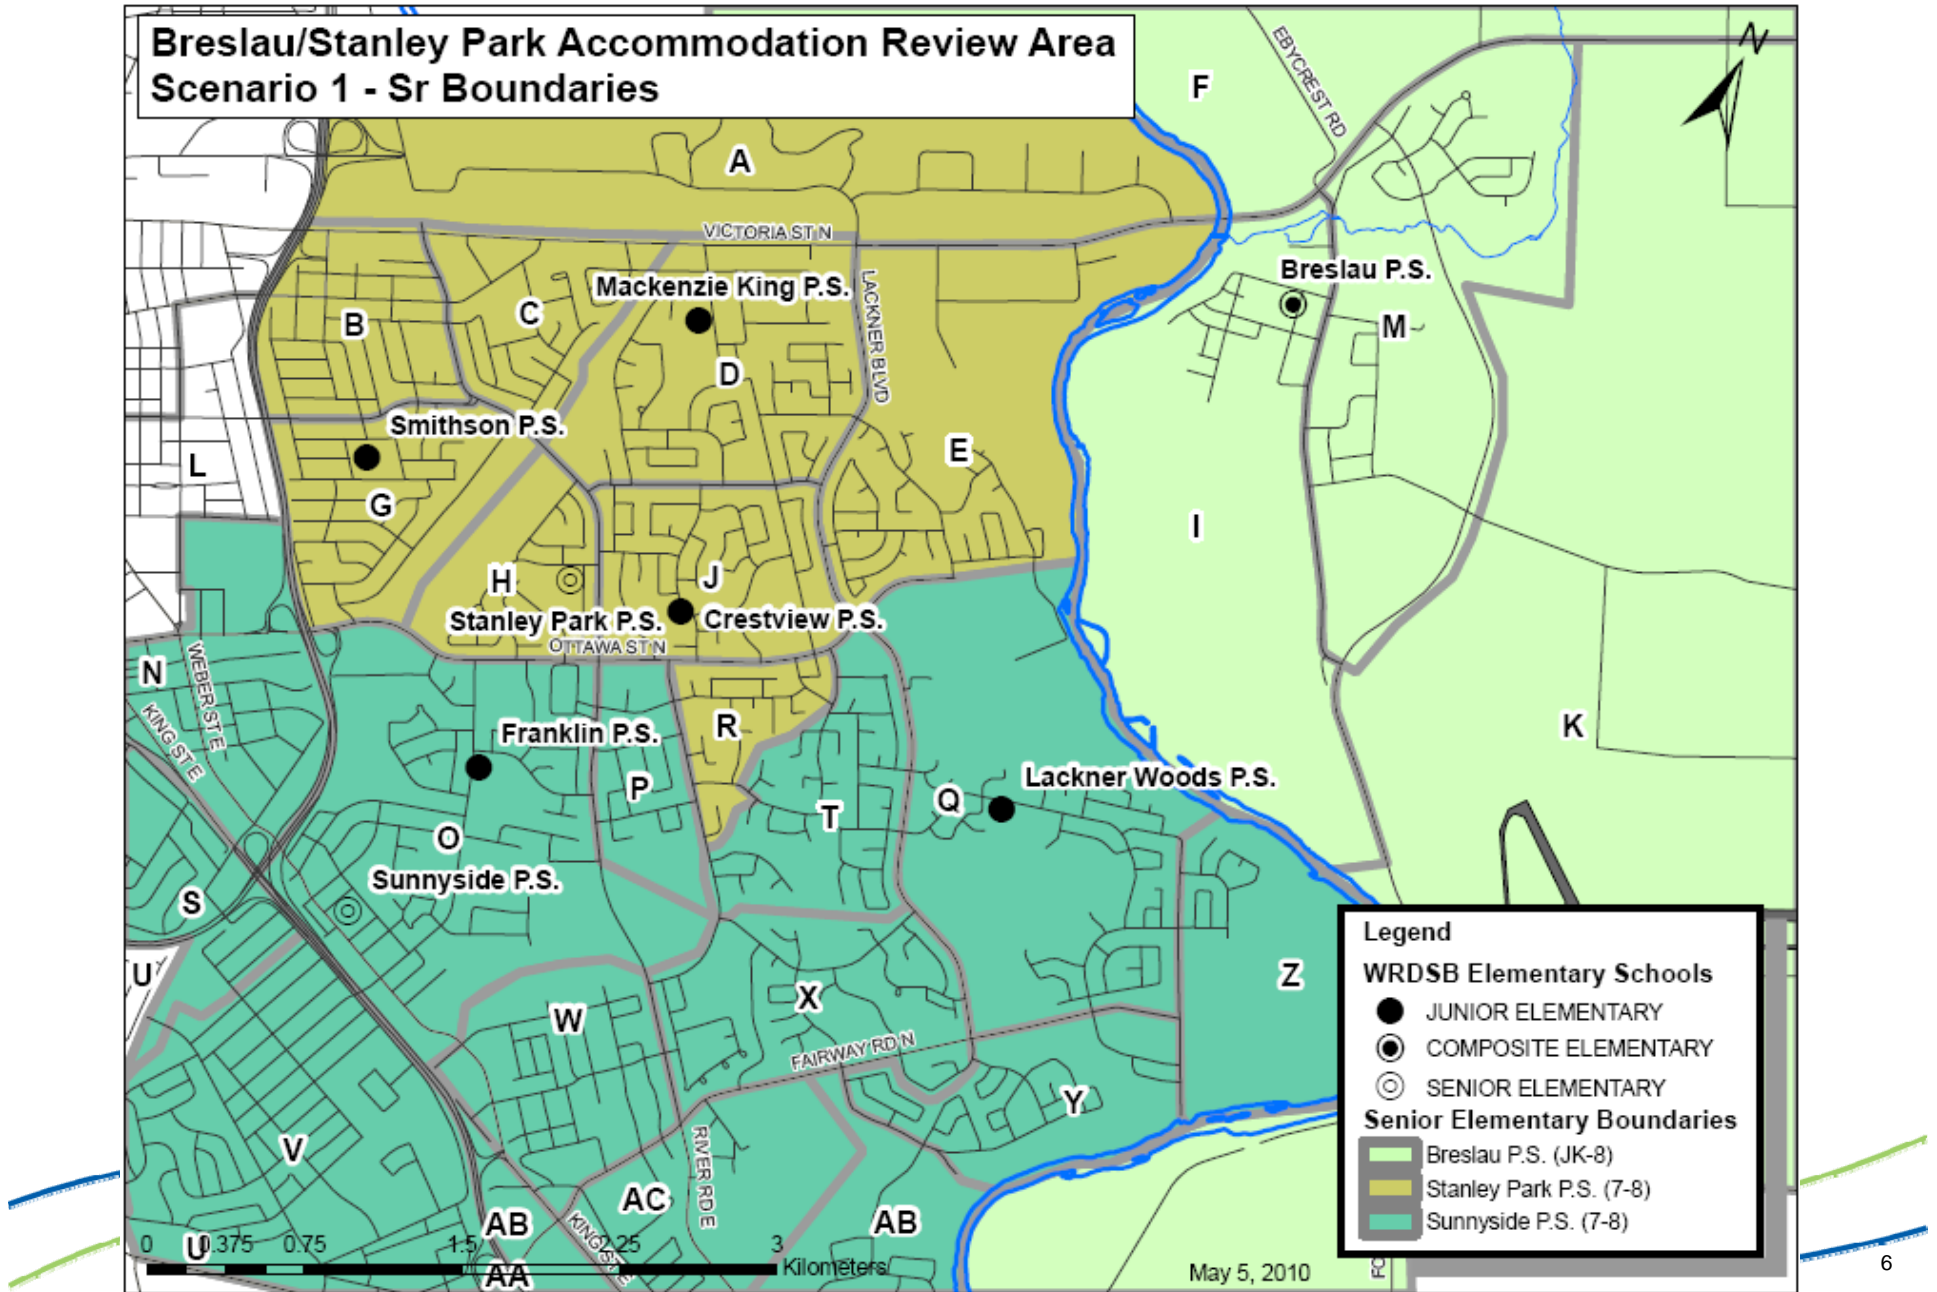 Breslau/Stanley Park Accommodation Review Area
Scenario 1 - Sr Boundaries
N
F
EBYCREST RD
A
VICTORIA ST N
Breslau P.S.
Mackenzie King P.S.
LACKNER BLVD
B
C
M
D
Smithson P.S.
E
L
G
I
H
J
Stanley Park P.S.
Crestview P.S.
OTTAWA ST N
N
WEBER ST E
KING ST E
Franklin P.S.
R
K
P
Lackner Woods P.S.
Q
T
O
Sunnyside P.S.
S
U
Z
X
W
FAIRWAY RD N
Y
V
RIVER RD E
AC
AB
AB
KING ST E
U
AA
0 0.375 0.75 1.5 2.25 3
Kilometers
May 5, 2010
FO
Legend
WRDSB Elementary Schools
JUNIOR ELEMENTARY
COMPOSITE ELEMENTARY
SENIOR ELEMENTARY
Senior Elementary Boundaries
Breslau P.S. (JK-8)
Stanley Park P.S. (7-8)
Sunnyside P.S. (7-8)
6